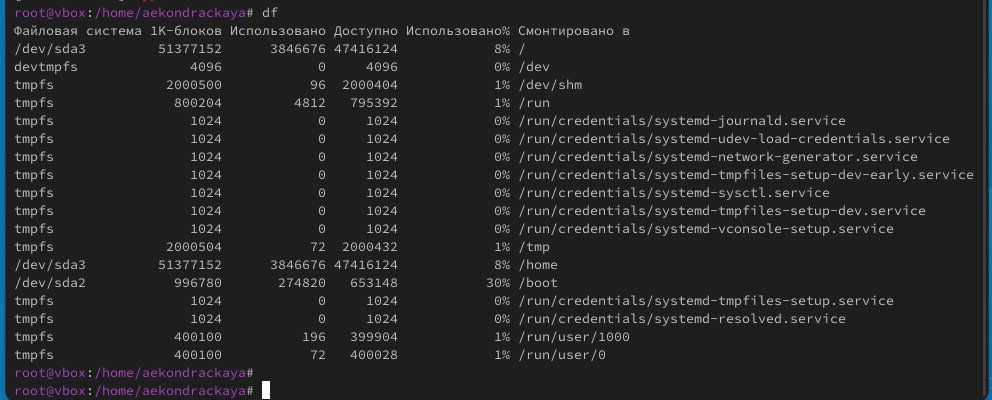 root@vbox:/home/aekondrackaya# df
Файловая система 1K-блоков Использовано Доступно Использовано% Смонтировано в
/dev/sda3 51377152 3846676 47416124 8% /
devtmpfs 4096 0 4096 0% /dev
tmpfs 2000500 96 2000404 1% /dev/shm
tmpfs 800204 4812 795392 1% /run
tmpfs 1024 0 1024 0% /run/credentials/systemd-journald.service
tmpfs 1024 0 1024 0% /run/credentials/systemd-udev-load-credentials.service
tmpfs 1024 0 1024 0% /run/credentials/systemd-network-generator.service
tmpfs 1024 0 1024 0% /run/credentials/systemd-tmpfiles-setup-dev-early.service
tmpfs 1024 0 1024 0% /run/credentials/systemd-sysctl.service
tmpfs 1024 0 1024 0% /run/credentials/systemd-tmpfiles-setup-dev.service
tmpfs 1024 0 1024 0% /run/credentials/systemd-vconsole-setup.service
tmpfs 2000504 72 2000432 1% /tmp
/dev/sda3 51377152 3846676 47416124 8% /home
/dev/sda2 996780 274820 653148 30% /boot
tmpfs 1024 0 1024 0% /run/credentials/systemd-tmpfiles-setup.service
tmpfs 1024 0 1024 0% /run/credentials/systemd-resolved.service
tmpfs 400100 196 399904 1% /run/user/1000
tmpfs 400100 72 400028 1% /run/user/0
root@vbox:/home/aekondrackaya#
root@vbox:/home/aekondrackaya#